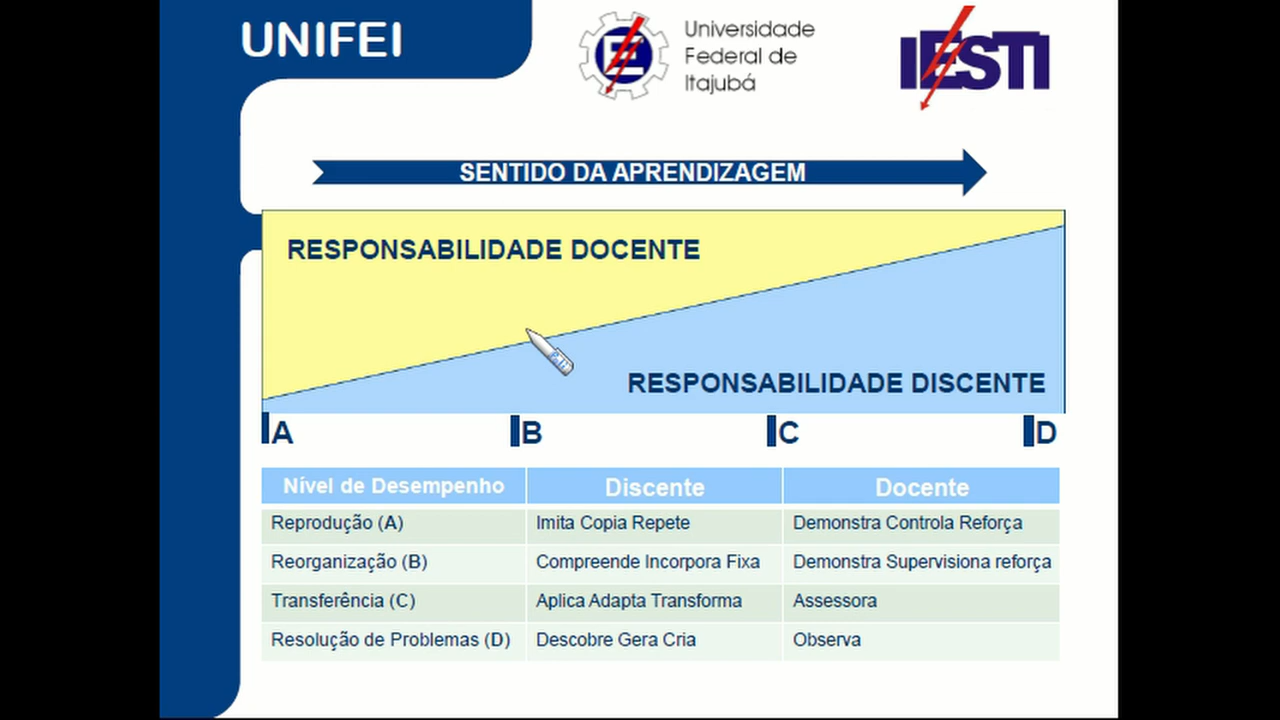 UNIFEI
Universidade
Federal de
Itajubá
IESTI
SENTIDO DA APRENDIZAGEM
RESPONSABILIDADE DOCENTE
RESPONSABILIDADE DISCENTE
A B C D
Nível de Desempenho Discente Docente
Reprodução (A) Imita Copia Repete Demonstra Controla Reforça
Reorganização (B) Compreende Incorpora Fixa Demonstra Supervisiona reforça
Transferência (C) Aplica Adapta Transforma Assessora
Resolução de Problemas (D) Descobre Gera Cria Observa